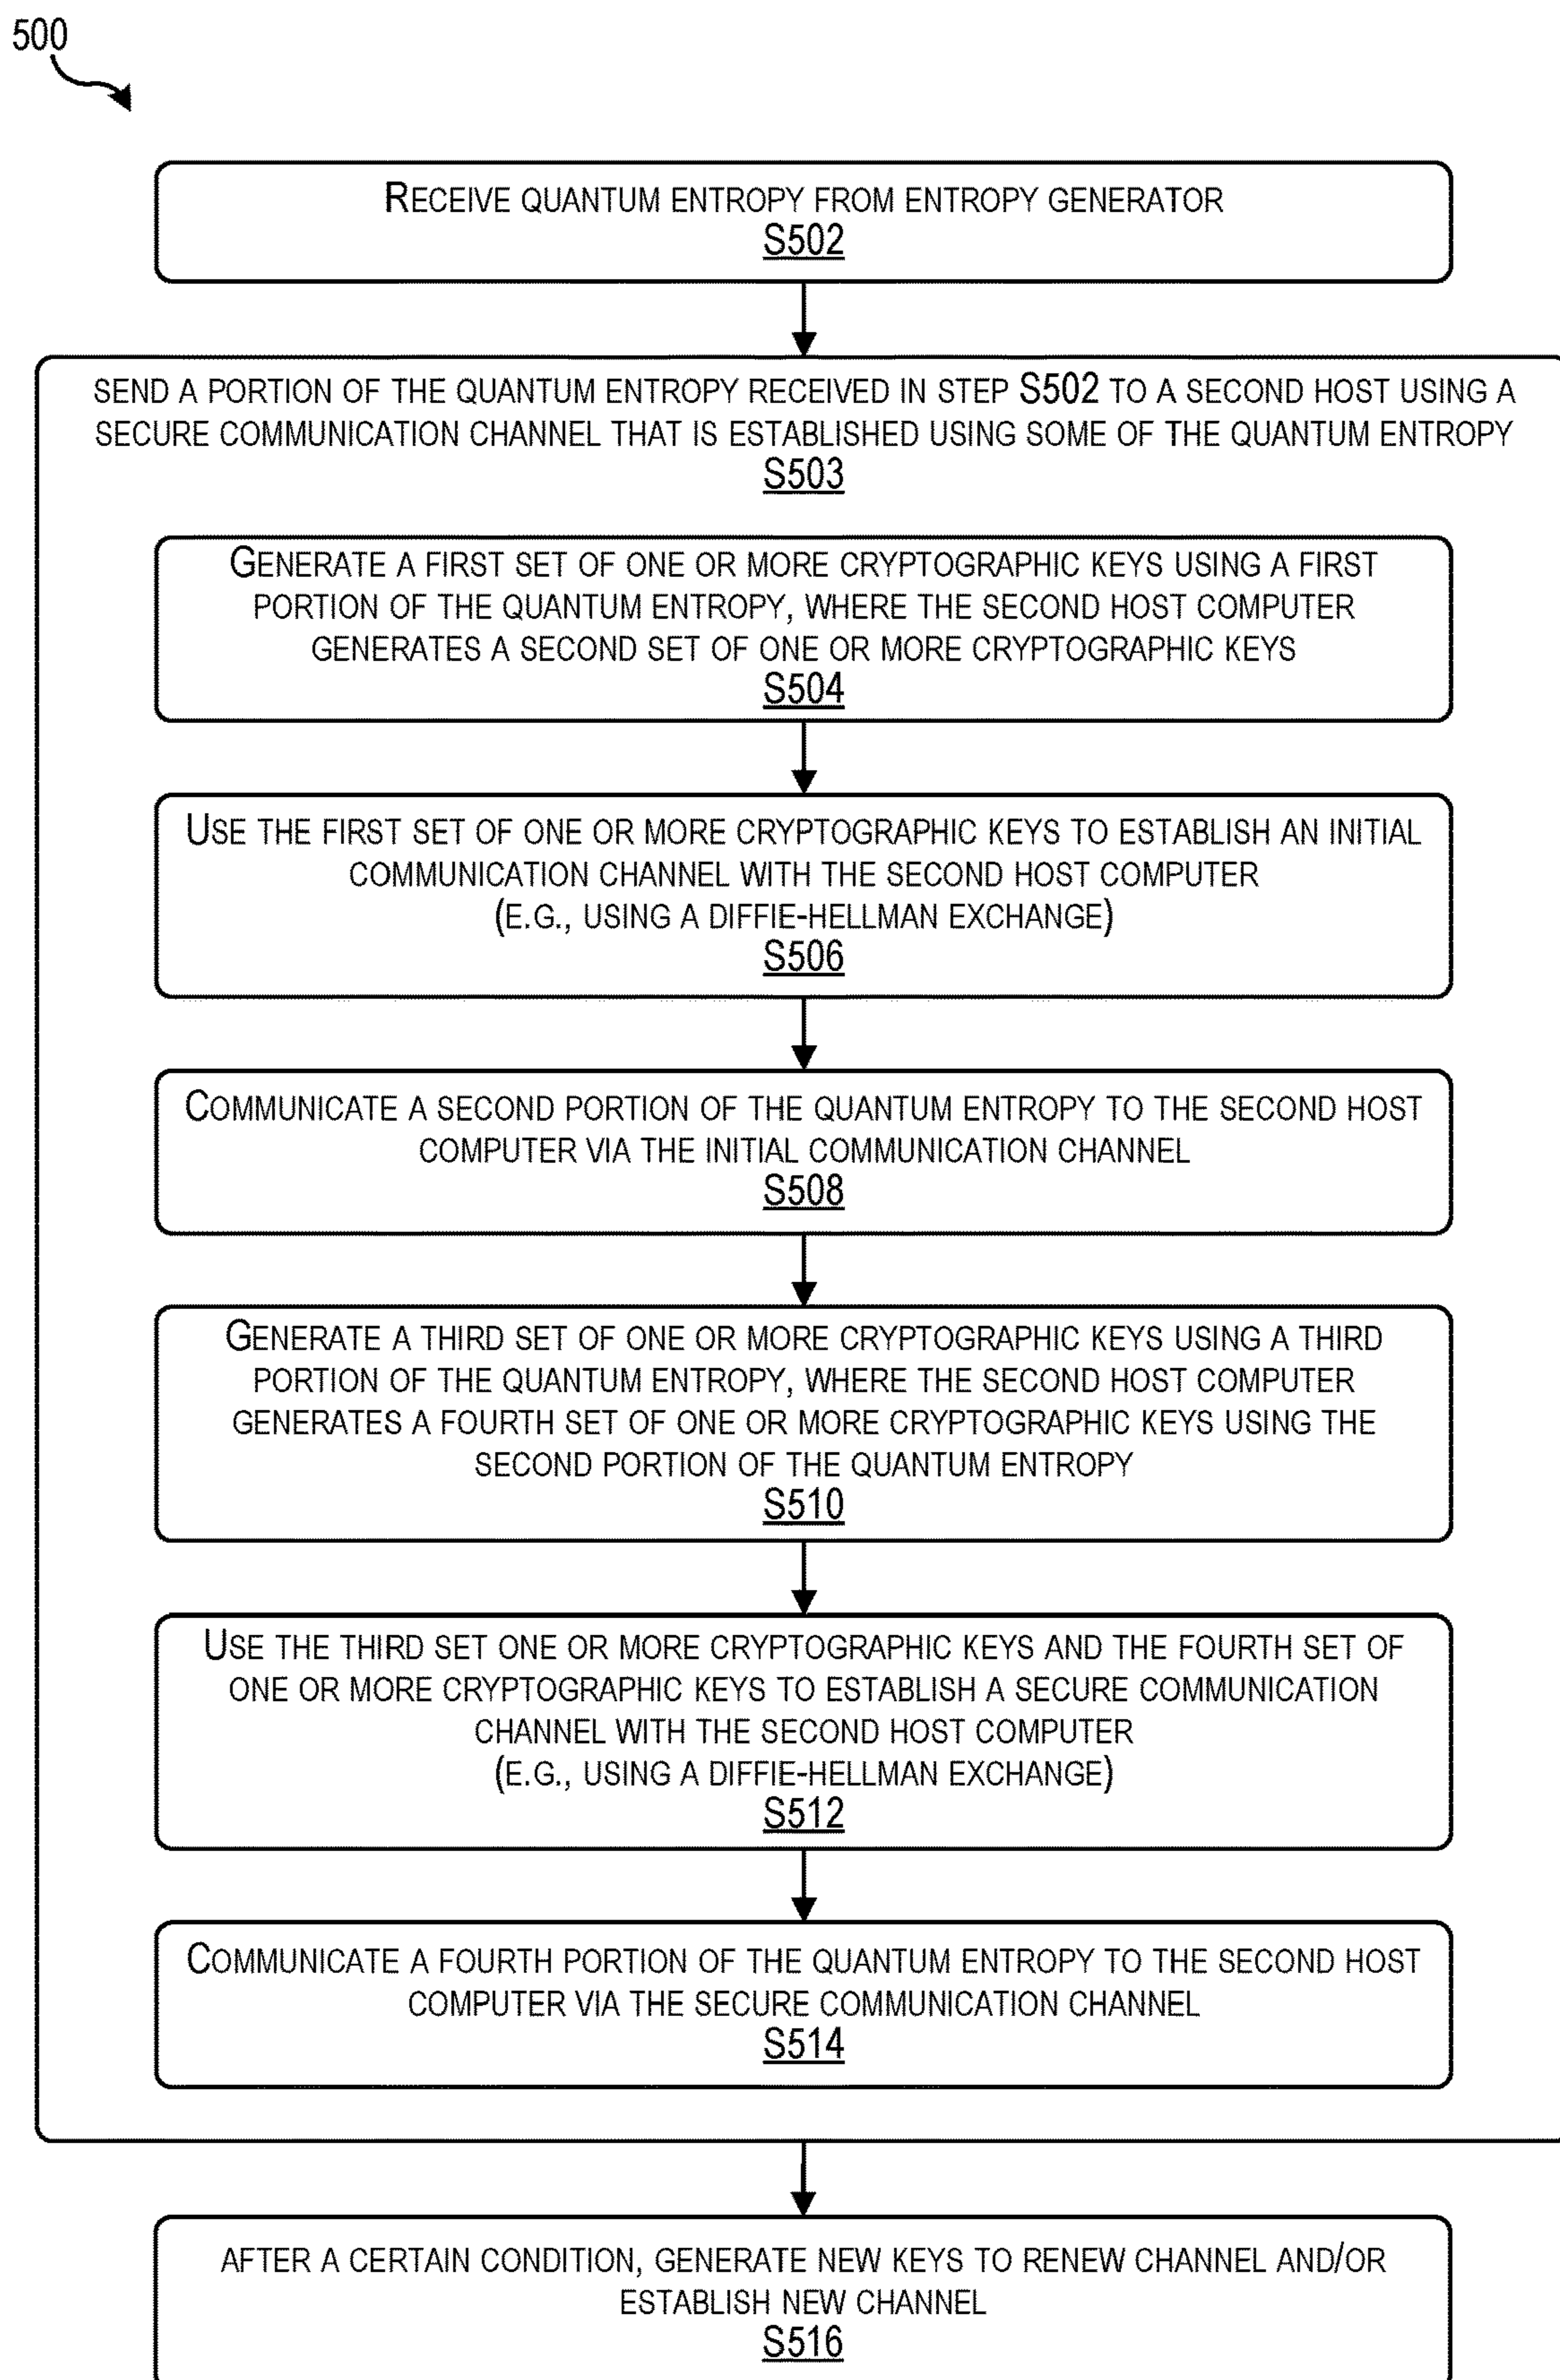 500
RECEIVE QUANTUM ENTROPY FROM ENTROPY GENERATOR
S502
SEND A PORTION OF THE QUANTUM ENTROPY RECEIVED IN STEP S502 TO A SECOND HOST USING A
SECURE COMMUNICATION CHANNEL THAT IS ESTABLISHED USING SOME OF THE QUANTUM ENTROPY
S503
GENERATE A FIRST SET OF ONE OR MORE CRYPTOGRAPHIC KEYS USING A FIRST
PORTION OF THE QUANTUM ENTROPY, WHERE THE SECOND HOST COMPUTER
GENERATES A SECOND SET OF ONE OR MORE CRYPTOGRAPHIC KEYS
S504
USE THE FIRST SET OF ONE OR MORE CRYPTOGRAPHIC KEYS TO ESTABLISH AN INITIAL
COMMUNICATION CHANNEL WITH THE SECOND HOST COMPUTER
(E.G., USING A DIFFIE-HELLMAN EXCHANGE)
S506
COMMUNICATE A SECOND PORTION OF THE QUANTUM ENTROPY TO THE SECOND HOST
COMPUTER VIA THE INITIAL COMMUNICATION CHANNEL
S508
GENERATE A THIRD SET OF ONE OR MORE CRYPTOGRAPHIC KEYS USING A THIRD
PORTION OF THE QUANTUM ENTROPY, WHERE THE SECOND HOST COMPUTER
GENERATES A FOURTH SET OF ONE OR MORE CRYPTOGRAPHIC KEYS USING THE
SECOND PORTION OF THE QUANTUM ENTROPY
S510
USE THE THIRD SET ONE OR MORE CRYPTOGRAPHIC KEYS AND THE FOURTH SET OF
ONE OR MORE CRYPTOGRAPHIC KEYS TO ESTABLISH A SECURE COMMUNICATION
CHANNEL WITH THE SECOND HOST COMPUTER
(E.G., USING A DIFFIE-HELLMAN EXCHANGE)
S512
COMMUNICATE A FOURTH PORTION OF THE QUANTUM ENTROPY TO THE SECOND HOST
COMPUTER VIA THE SECURE COMMUNICATION CHANNEL
S514
AFTER A CERTAIN CONDITION, GENERATE NEW KEYS TO RENEW CHANNEL AND/OR
ESTABLISH NEW CHANNEL
S516